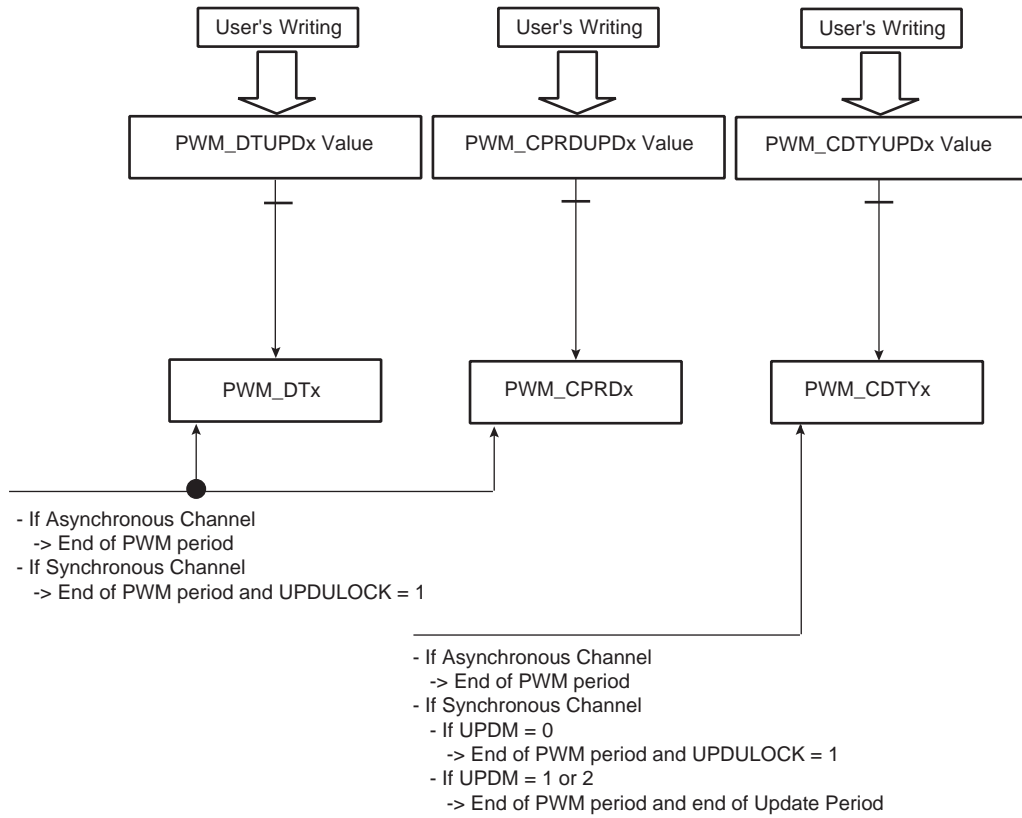 User's Writing
User's Writing
User's Writing
PWM_DTUPDx Value
PWM_CPRDUPDx Value
PWM_CDTYUPDx Value
PWM_DTx
PWM_CPRDx
PWM_CDTYx
- If Asynchronous Channel
-> End of PWM period
- If Synchronous Channel
-> End of PWM period and UPDULOCK = 1
- If Asynchronous Channel
-> End of PWM period
- If Synchronous Channel
- If UPDM = 0
-> End of PWM period and UPDULOCK = 1
- If UPDM = 1 or 2
-> End of PWM period and end of Update Period